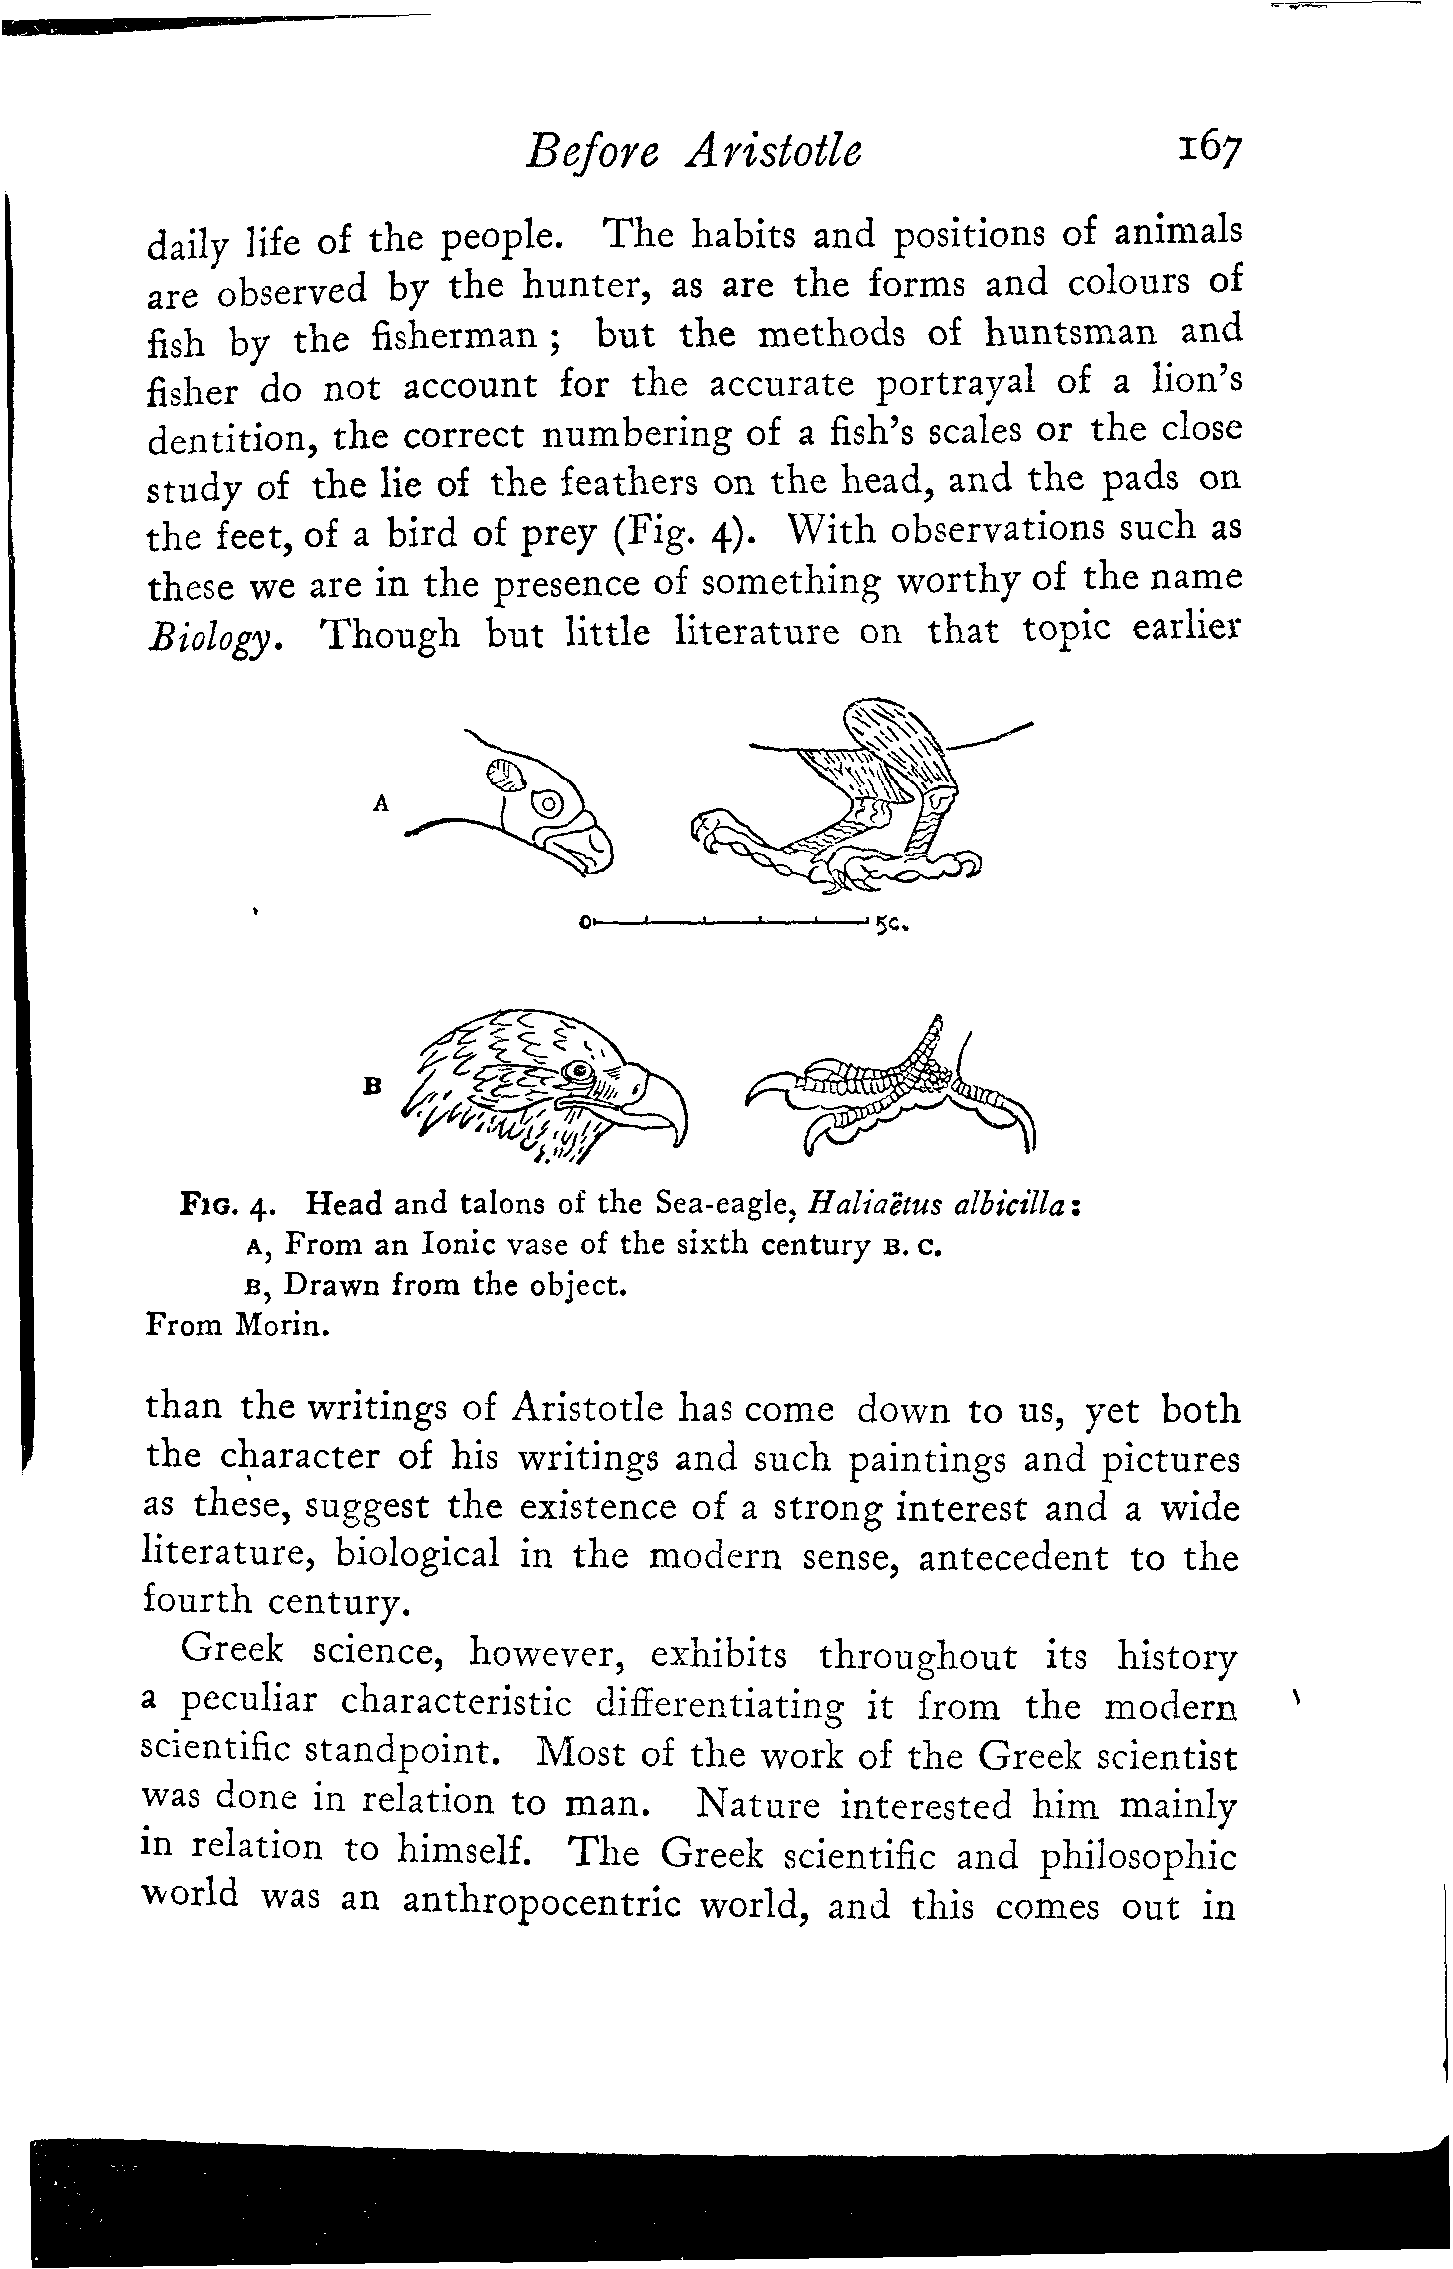 Before Aristotle 167
daily life of the people. The habits and positions of animals
are observed by the hunter, as are the forms and colours of
fish by the fisherman ; but the methods of huntsman and
fisher do not account for the accurate portrayal of a lion's
dentition, the correct numbering of a fish's scales or the close
study of the lie of the feathers on the head, and the pads on
the feet, of a bird of prey (Fig. 4). With observations such as
these we are in the presence of something worthy of the name
Biology. Though but little literature on that topic earlier
A
0 5c.
B
FIG. 4. Head and talons of the Sea-eagle, Haliaëtus albicilla:
A, From an Ionic vase of the sixth century B. C.
B, Drawn from the object.
From Morin.
than the writings of Aristotle has come down to us, yet both
the character of his writings and such paintings and pictures
as these, suggest the existence of a strong interest and a wide
literature, biological in the modern sense, antecedent to the
fourth century.
Greek science, however, exhibits throughout its history
a peculiar characteristic differentiating it from the modern
scientific standpoint. Most of the work of the Greek scientist
was done in relation to man. Nature interested him mainly
in relation to himself. The Greek scientific and philosophic
world was an anthropocentric world, and this comes out in